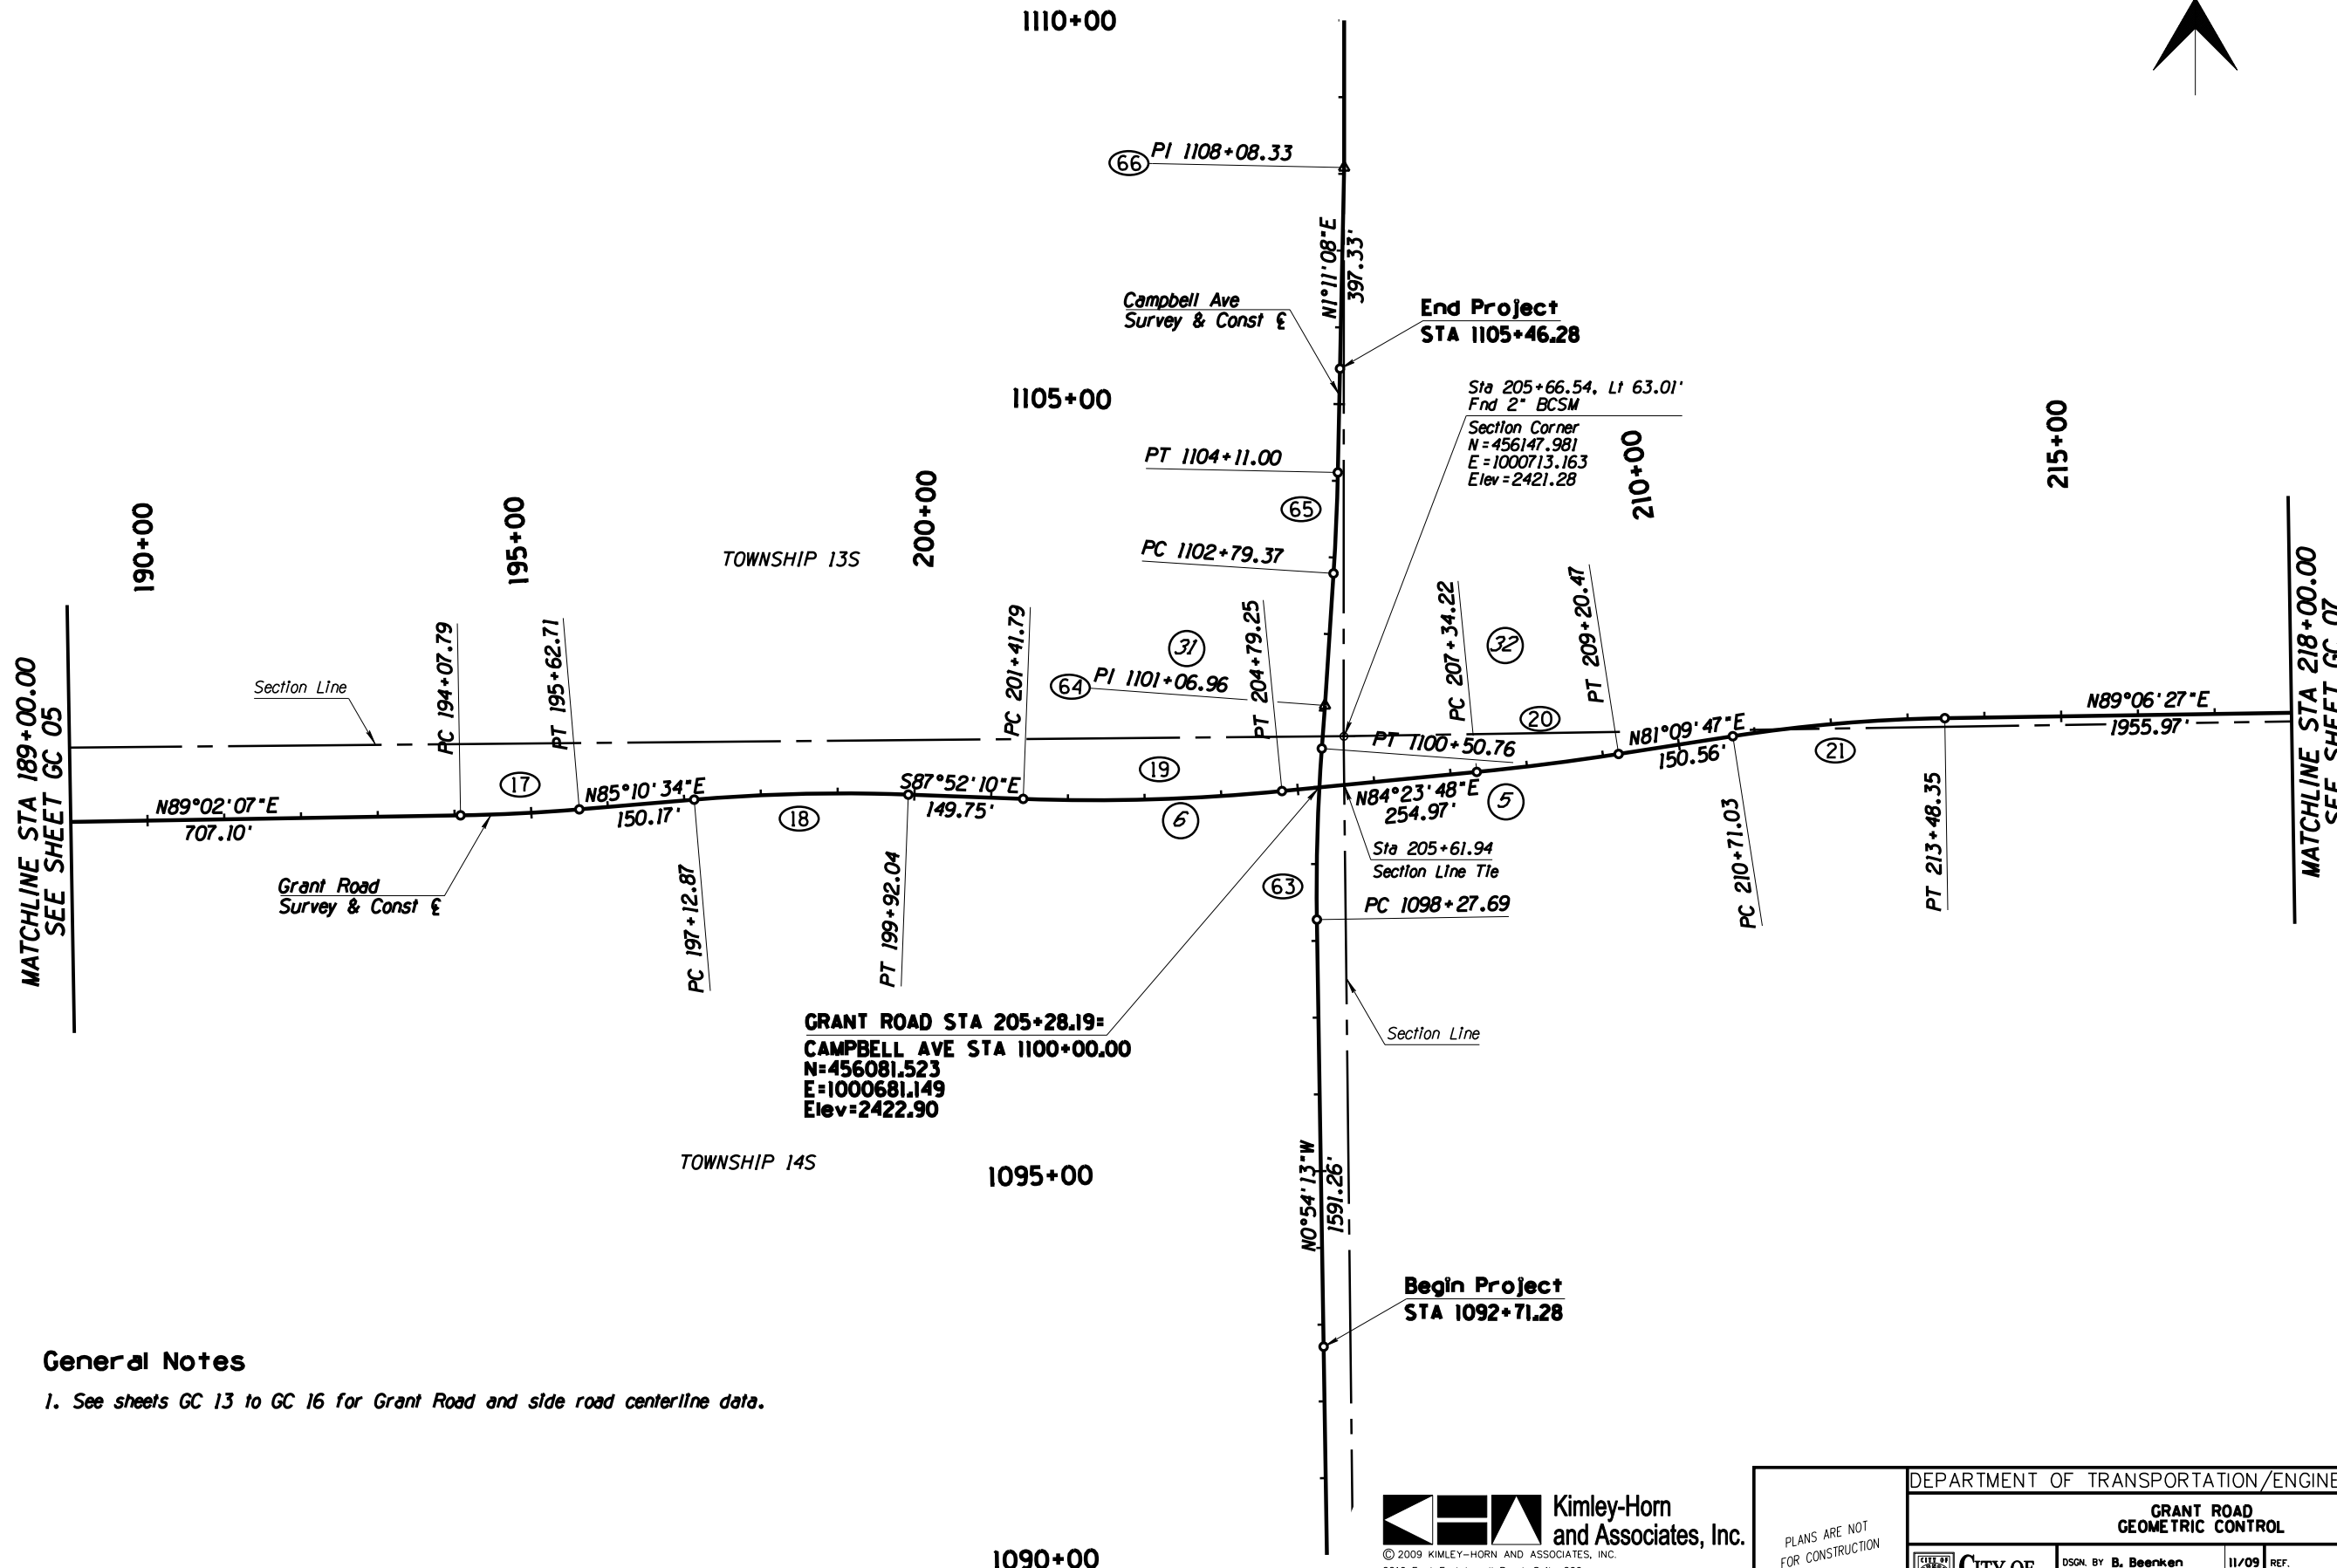 1110+00
66
PI 1108+08.33
N1°11'08"E
397.33'
Campbell Ave
Survey & Const ℄
End Project
STA 1105+46.28
1105+00
Sta 205+66.54, Lt 63.01'
Fnd 2" BCSM
Section Corner
N=456147.981
E=1000713.163
Elev=2421.28
PT 1104+11.00
65
PC 1102+79.37
190+00
195+00
TOWNSHIP 13S
200+00
210+00
215+00
MATCHLINE STA 189+00.00
SEE SHEET GC 05
Section Line
PC 194+07.79
PT 195+62.71
PC 201+41.79
31
64
PI 1101+06.96
PT 204+79.25
PC 207+34.22
32
PT 209+20.47
MATCHLINE STA 218+00.00
SEE SHEET GC 07
N89°02'07"E
707.10'
17
N85°10'34"E
150.17'
18
S87°52'10"E
149.75'
19
6
PT 1100+50.76
20
N84°23'48"E
254.97'
5
N81°09'47"E
150.56'
21
N89°06'27"E
1955.97'
Grant Road
Survey & Const ℄
PC 197+12.87
PT 199+92.04
63
Sta 205+61.94
Section Line Tie
PC 1098+27.69
PC 210+71.03
PT 213+48.35
GRANT ROAD STA 205+28.19=
CAMPBELL AVE STA 1100+00.00
N=456081.523
E=1000681.149
Elev=2422.90
Section Line
TOWNSHIP 14S
1095+00
N0°54'13"W
1591.26'
Begin Project
STA 1092+71.28
General Notes
1. See sheets GC 13 to GC 16 for Grant Road and side road centerline data.
1090+00
Kimley-Horn
and Associates, Inc.
© 2009 KIMLEY-HORN AND ASSOCIATES, INC.
PLANS ARE NOT
FOR CONSTRUCTION
DEPARTMENT OF TRANSPORTATION/ENGINE
GRANT ROAD
GEOMETRIC CONTROL
CITY OF
DSGN. BY B. Beenken 11/09 REF.